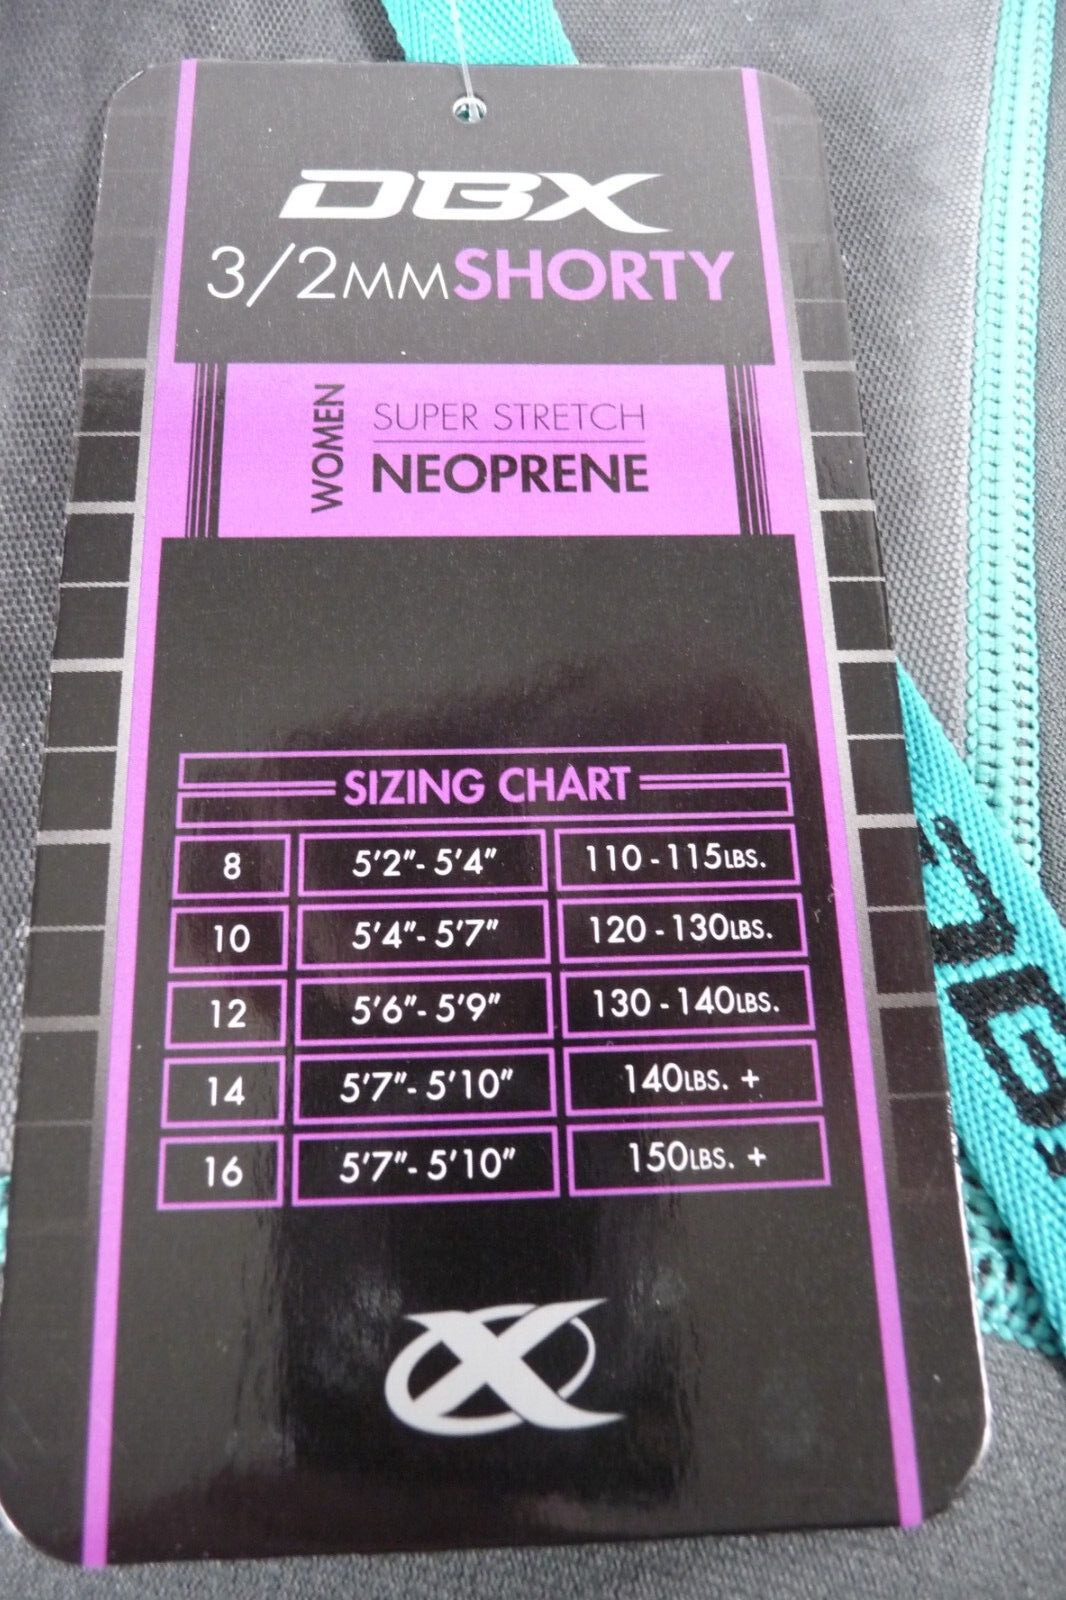 DBX
3/2MM SHORTY
WOMEN
SUPER STRETCH
NEOPRENE
SIZING CHART
8 5'2"- 5'4" 110 - 115LBS.
10 5'4"- 5'7" 120 - 130LBS.
12 5'6"- 5'9" 130 - 140LBS.
14 5'7"- 5'10" 140LBS. +
16 5'7"- 5'10" 150LBS. +